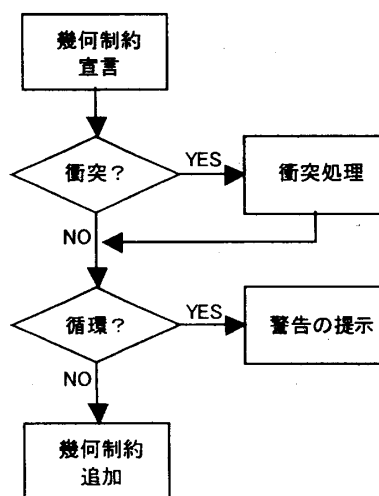 幾何制約
宣言
衝突？
YES
衝突処理
NO
循環？
YES
警告の提示
NO
幾何制約
追加